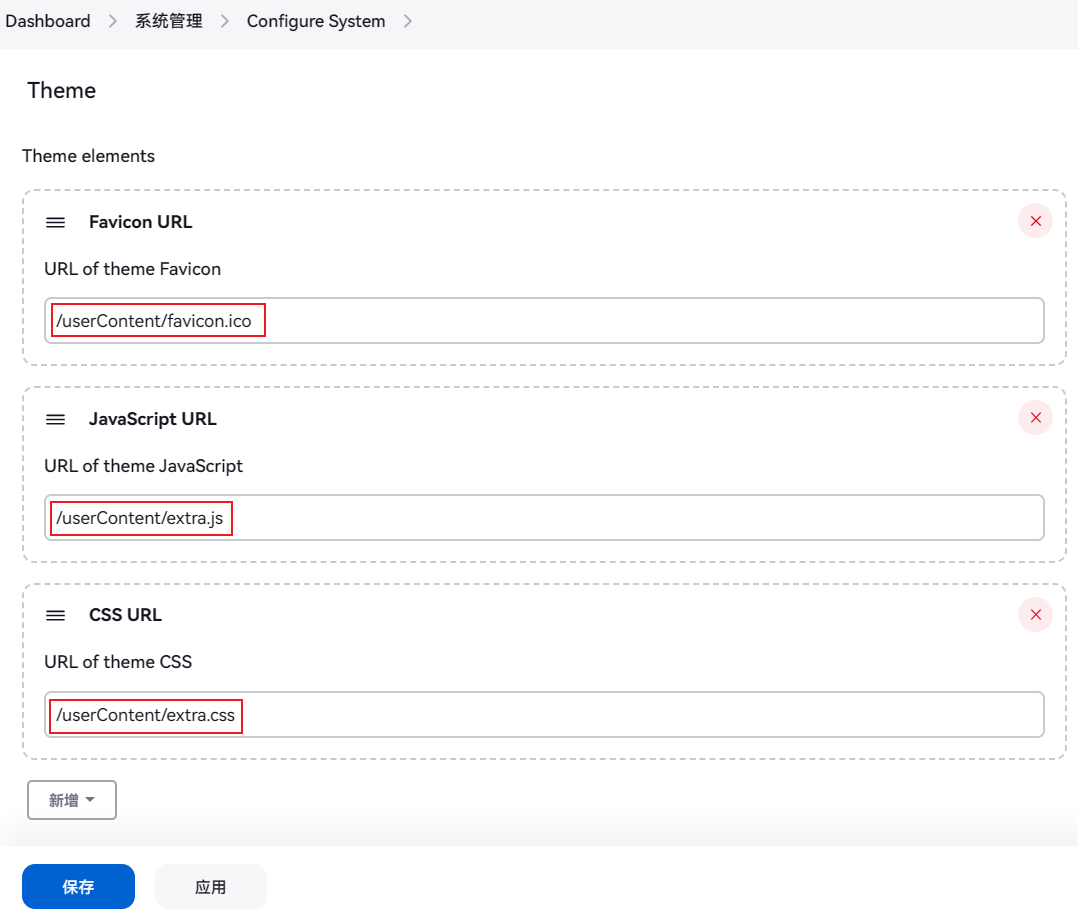 Dashboard > 系统管理 > Configure System >
Theme
Theme elements
Favicon URL
URL of theme Favicon
/userContent/favicon.ico
JavaScript URL
URL of theme JavaScript
/userContent/extra.js
CSS URL
URL of theme CSS
/userContent/extra.css
新增
保存 应用